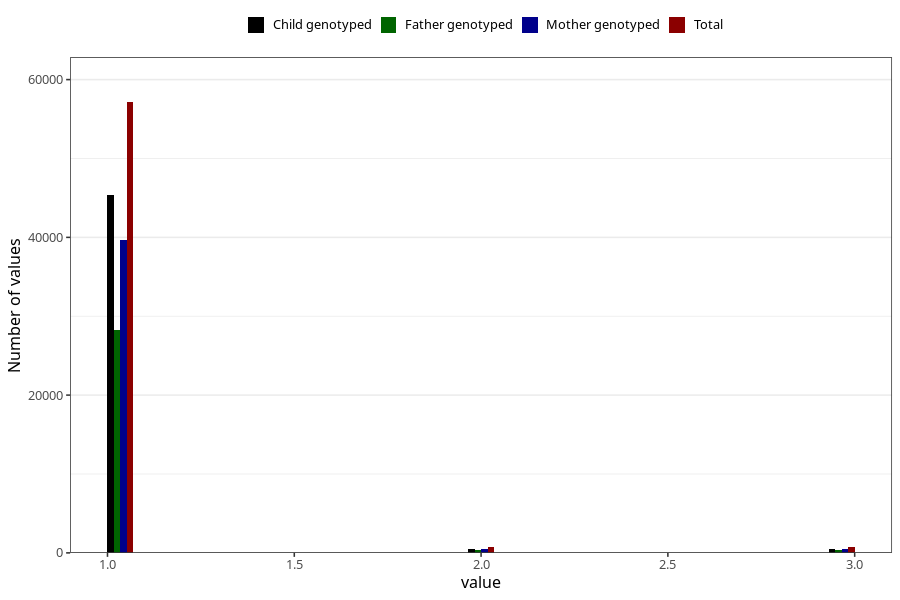 Child genotyped Father genotyped Mother genotyped Total
60000
40000
20000
0
Number of values
1.0 1.5 2.0 2.5 3.0
value